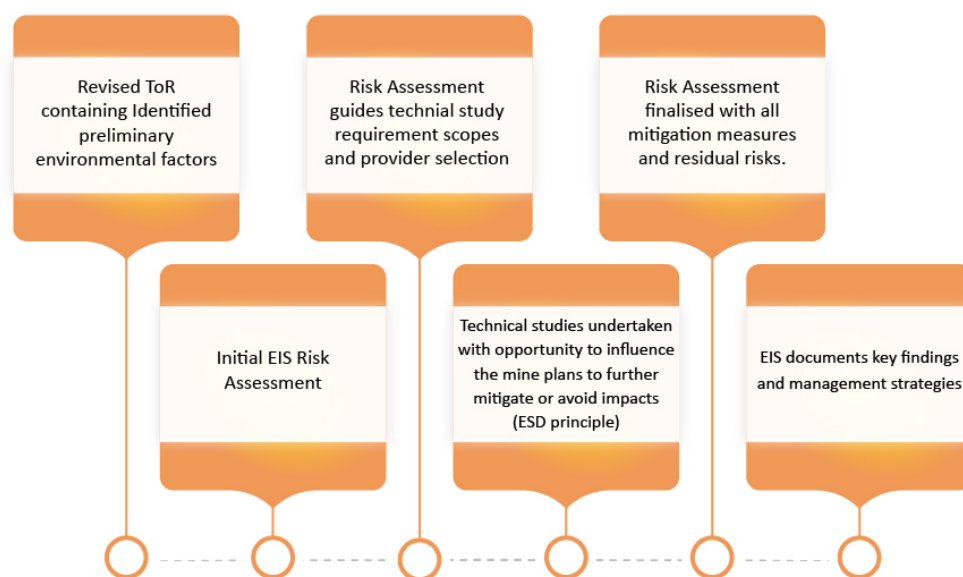 Revised ToR
containing Identified
preliminary
environmental factors
Initial EIS Risk
Assessment
Risk Assessment
guides technial study
requirement scopes
and provider selection
Technical studies undertaken
with opportunity to influence
the mine plans to further
mitigate or avoid impacts
(ESD principle)
Risk Assessment
finalised with all
mitigation measures
and residual risks.
EIS documents key findings
and management strategies